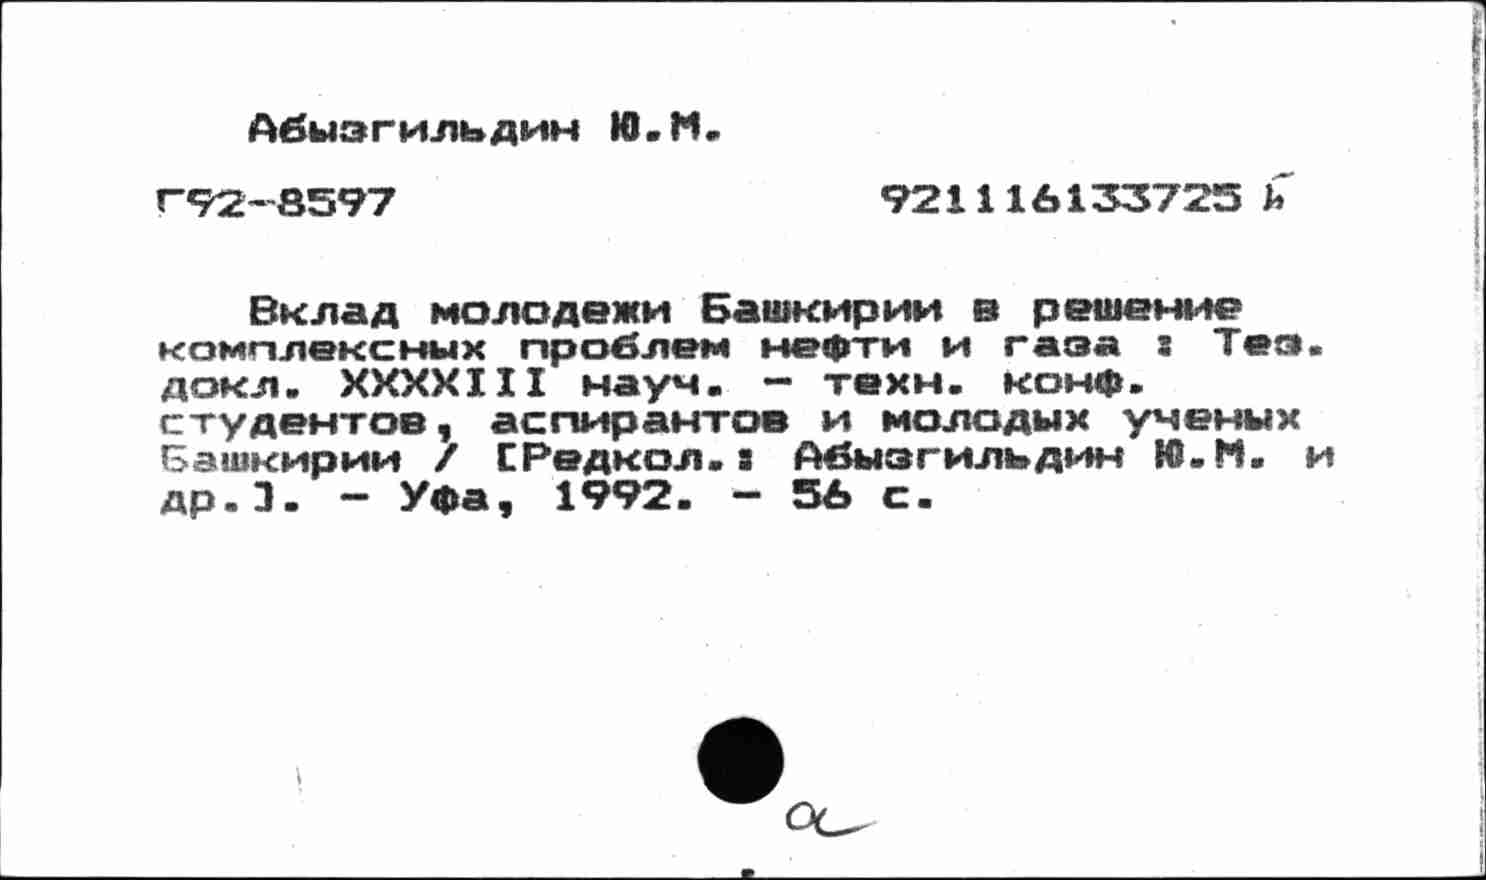 Абызгильдин Ю.М.
Г92-8597 921116133725 Б
Вклад молодежи Башкирии в решение
комплексных проблем нефти и газа : Тез.
докл. XXXXIII науч. - техн. конф.
студентов, аспирантов и молодых ученых
Башкирии / [Редкол.: Абызгильдин Ю.М. и
др.]. - Уфа, 1992. - 56 с.
а